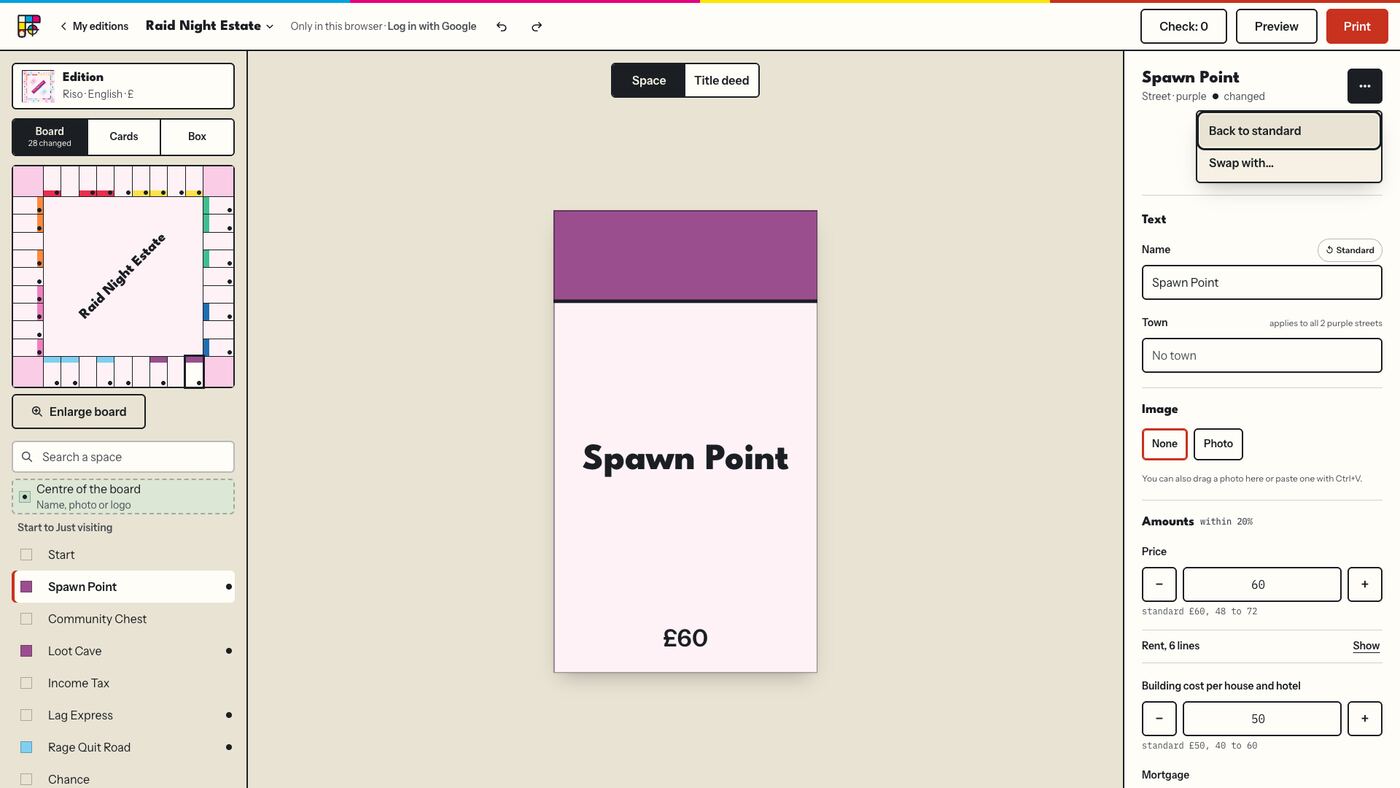 My editions
Raid Night Estate
Only in this browser · Log in with Google
Check: 0
Preview
Print
Edition
Riso · English · £
Board
28 changed
Cards
Box
Raid Night Estate
Enlarge board
Search a space
Centre of the board
Name, photo or logo
Start to Just visiting
Start
Spawn Point
Community Chest
Loot Cave
Income Tax
Lag Express
Rage Quit Road
Chance
Space
Title deed
Spawn Point
£60
Spawn Point
Street · purple ● changed
Back to standard
Swap with...
Text
Name
Standard
Spawn Point
Town
applies to all 2 purple streets
No town
Image
None
Photo
You can also drag a photo here or paste one with Ctrl+V.
Amounts within 20%
Price
− 60 +
standard £60, 48 to 72
Rent, 6 lines
Show
Building cost per house and hotel
− 50 +
standard £50, 40 to 60
Mortgage